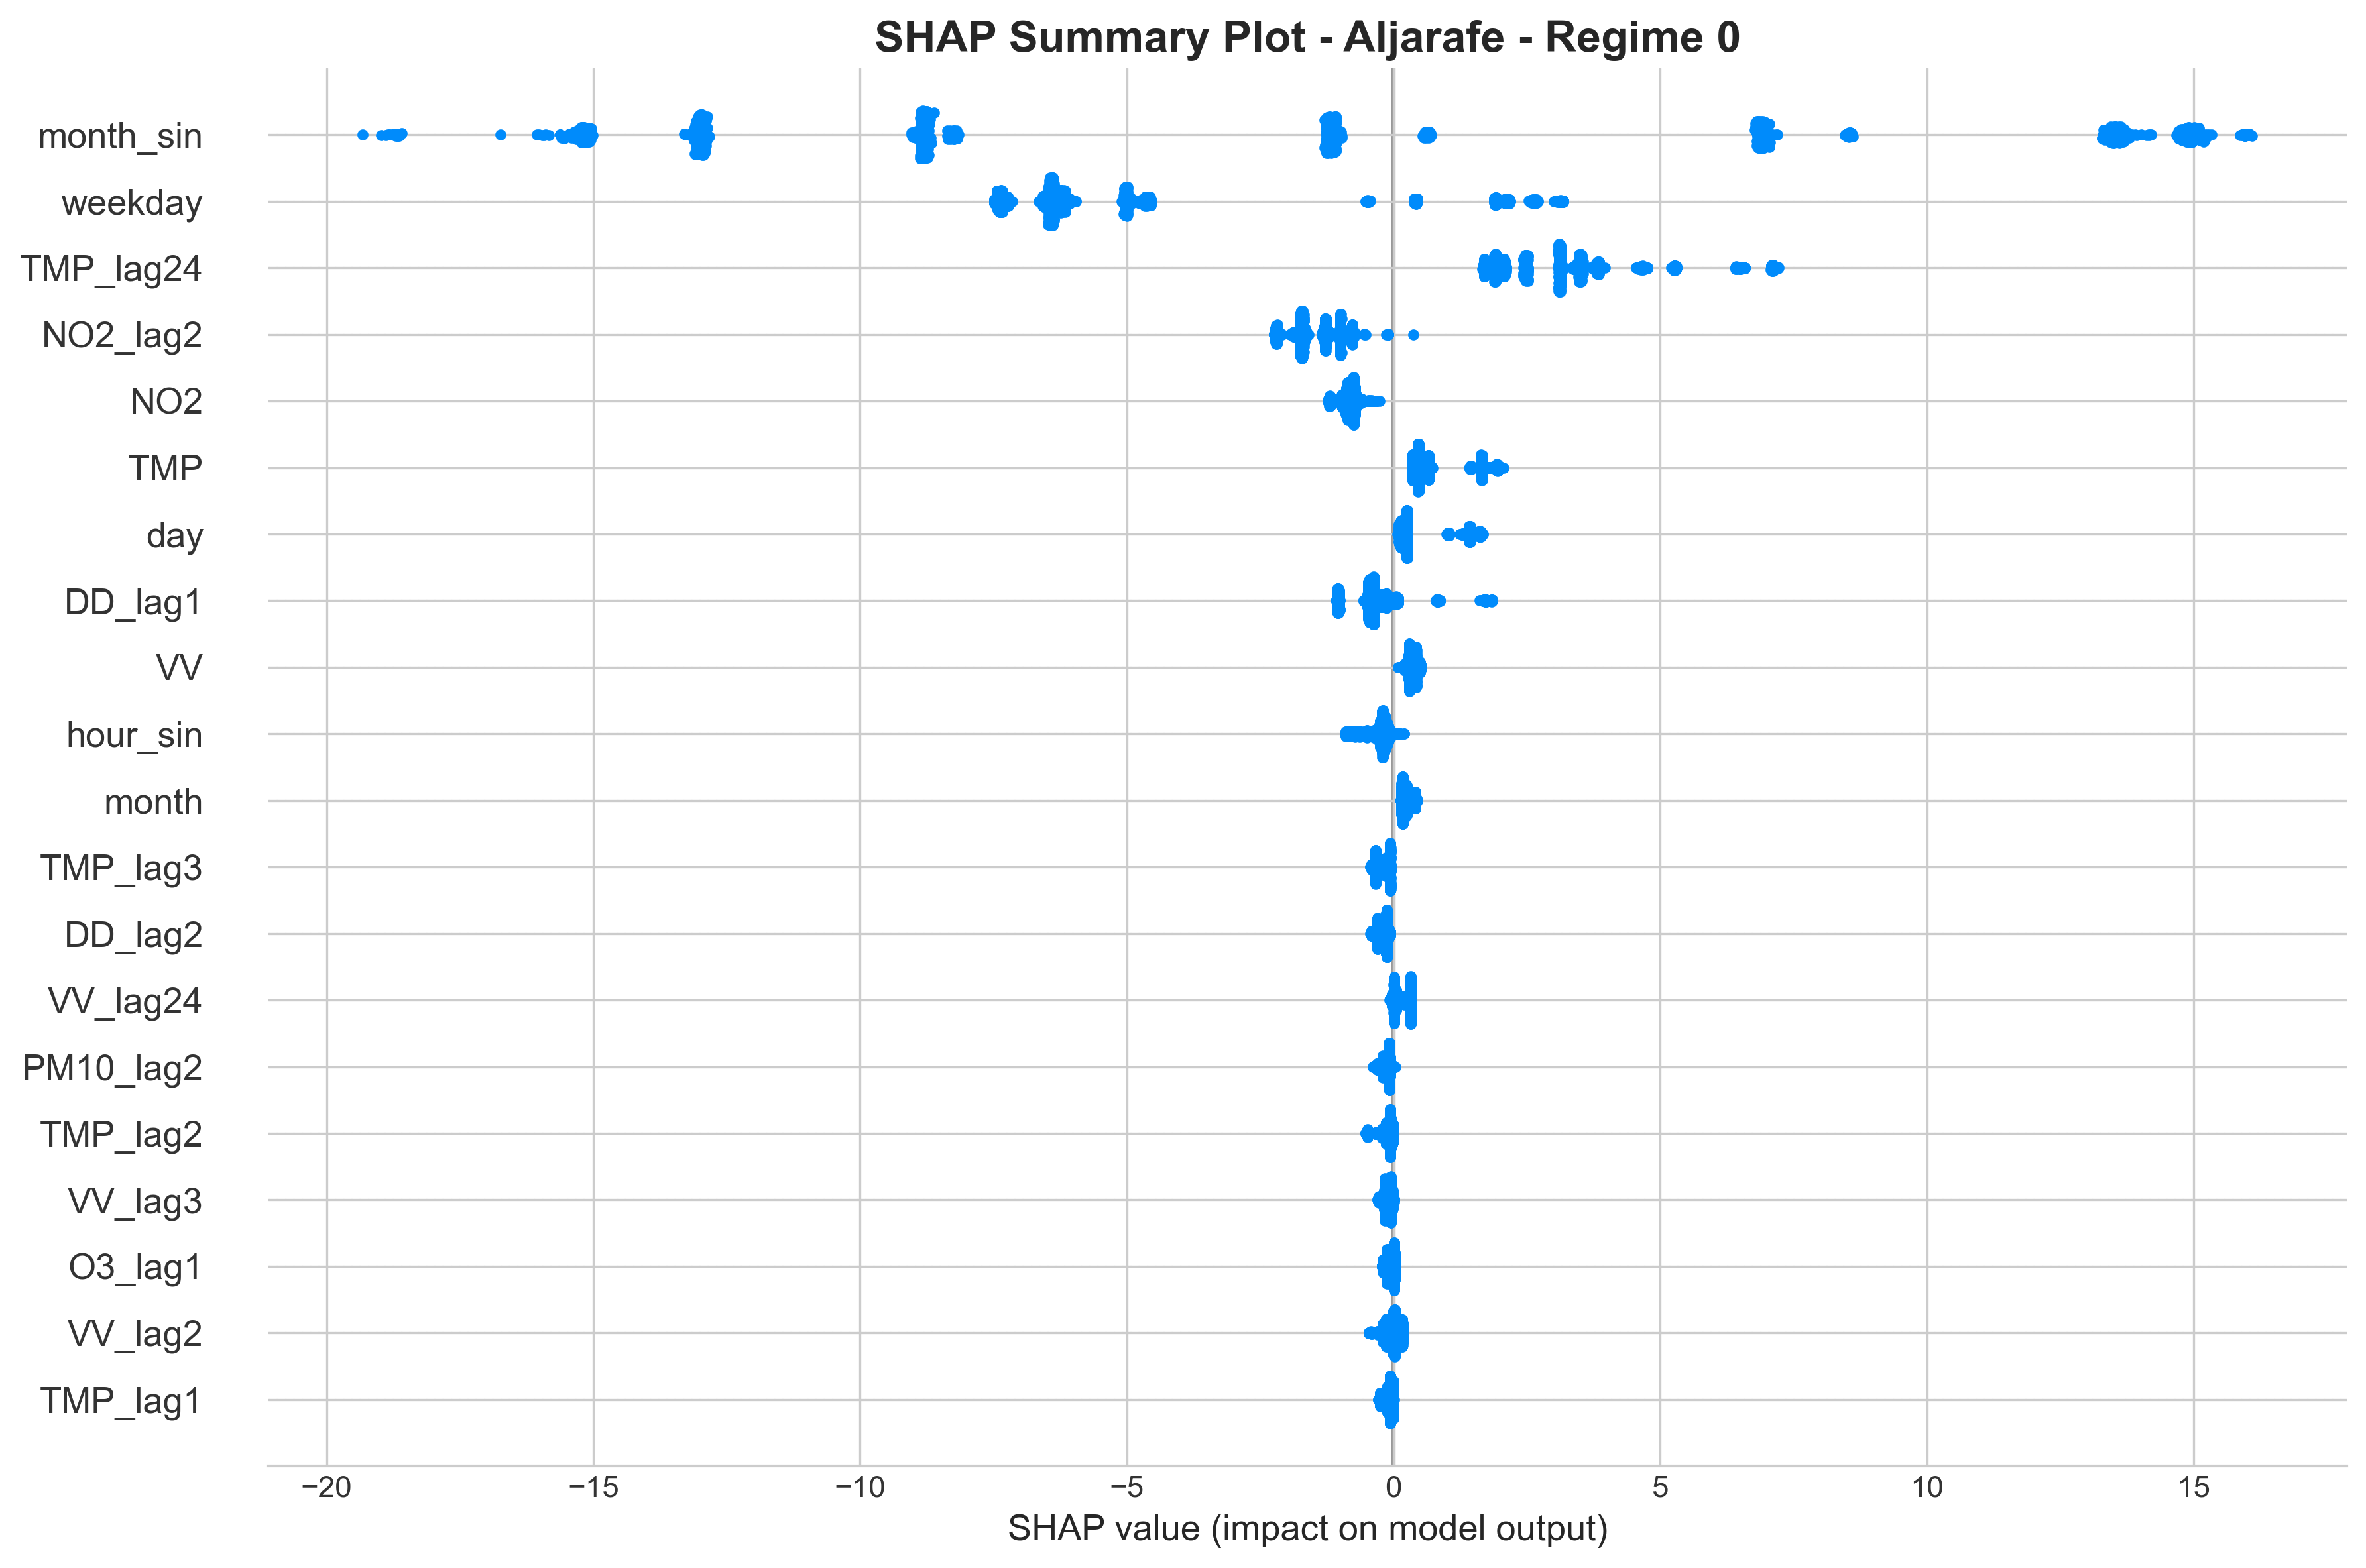 SHAP Summary Plot - Aljarafe - Regime 0
month_sin
weekday
TMP_lag24
NO2_lag2
NO2
TMP
day
DD_lag1
VV
hour_sin
month
TMP_lag3
DD_lag2
VV_lag24
PM10_lag2
TMP_lag2
VV_lag3
O3_lag1
VV_lag2
TMP_lag1
−20 −15 −10 −5 0 5 10 15
SHAP value (impact on model output)